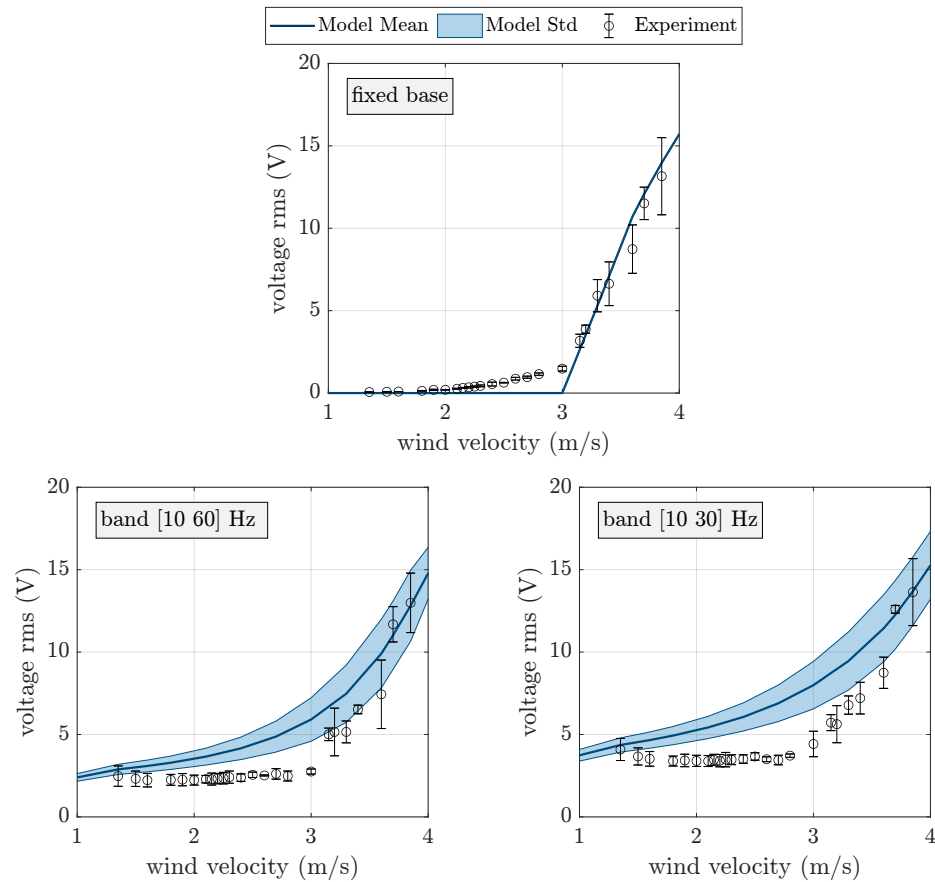 Model Mean Model Std Experiment
fixed base
20
15
10
5
0
voltage rms (V)
1 2 3 4
wind velocity (m/s)
band [10 60] Hz
20
15
10
5
0
voltage rms (V)
1 2 3 4
wind velocity (m/s)
band [10 30] Hz
20
15
10
5
0
voltage rms (V)
1 2 3 4
wind velocity (m/s)